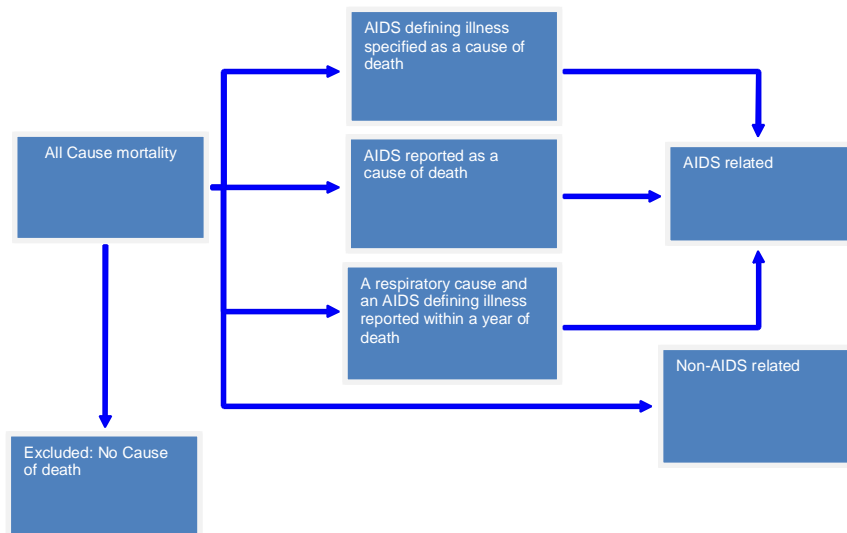 AIDS defining illness
specified as a cause of
death
All Cause mortality
AIDS reported as a
cause of death
AIDS related
A respiratory cause and
an AIDS defining illness
reported within a year of
death
Non-AIDS related
Excluded: No Cause
of death